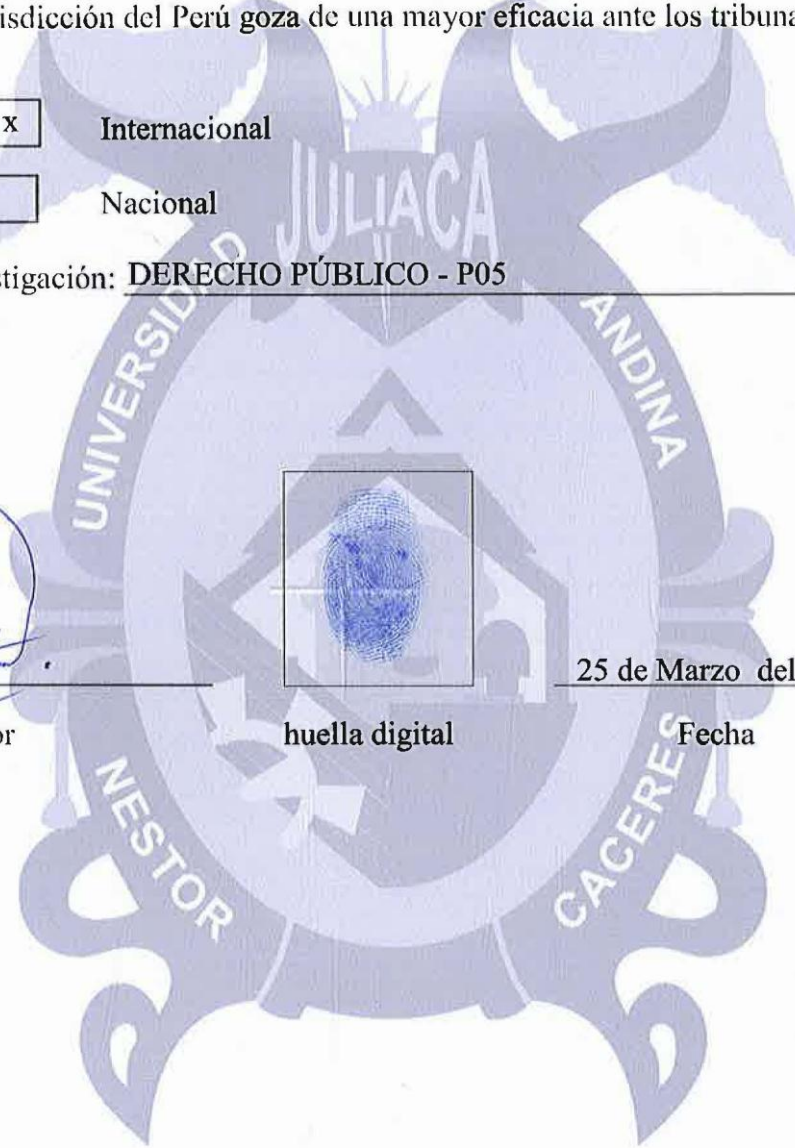 isdicción del Perú goza de una mayor eficacia ante los tribuna
x Internacional
Nacional
JULIACA
stigación: DERECHO PÚBLICO - P05
UNIVERSIDAD ANDINA
25 de Marzo del
or huella digital Fecha
NESTOR CACERES